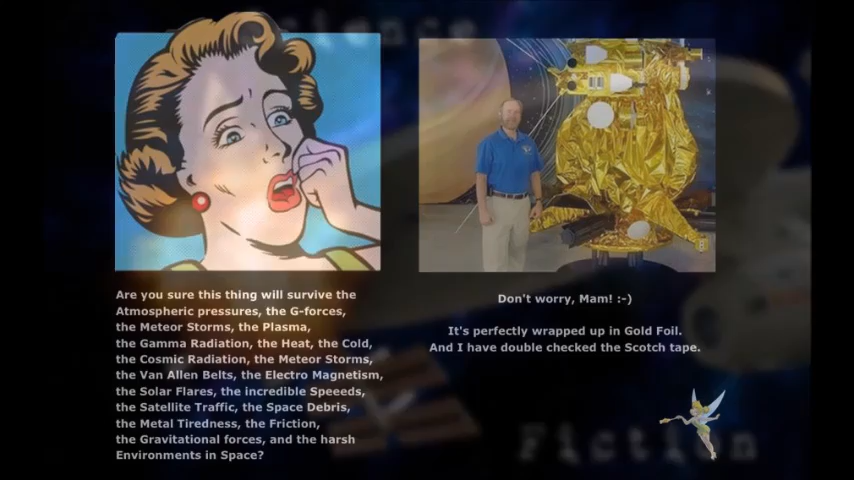 Science
Are you sure this thing will survive the
Atmospheric pressures, the G-forces,
the Meteor Storms, the Plasma,
the Gamma Radiation, the Heat, the Cold,
the Cosmic Radiation, the Meteor Storms,
the Van Allen Belts, the Electro Magnetism,
the Solar Flares, the incredible Speeeds,
the Satellite Traffic, the Space Debris,
the Metal Tiredness, the Friction,
the Gravitational forces, and the harsh
Environments in Space?
Don't worry, Mam! :-)
It's perfectly wrapped up in Gold Foil.
And I have double checked the Scotch tape.
Fiction